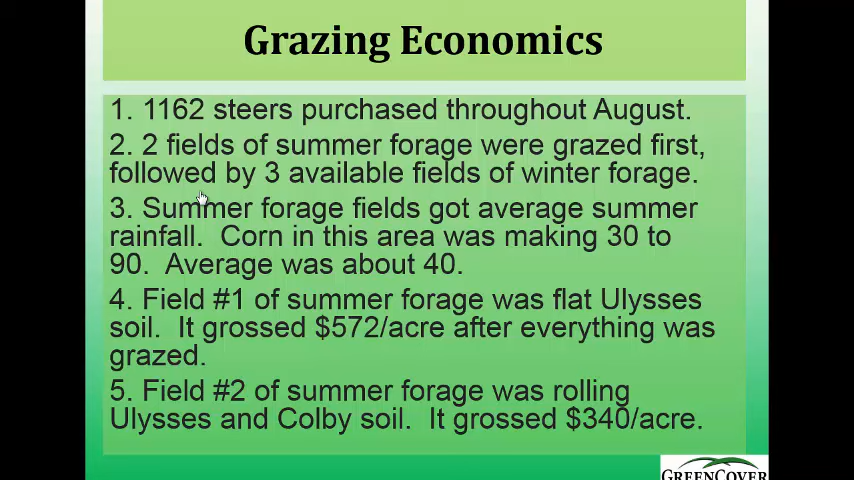 Grazing Economics
1. 1162 steers purchased throughout August.
2. 2 fields of summer forage were grazed first,
followed by 3 available fields of winter forage.
3. Summer forage fields got average summer
rainfall.  Corn in this area was making 30 to
90.  Average was about 40.
4. Field #1 of summer forage was flat Ulysses
soil.  It grossed $572/acre after everything was
grazed.
5. Field #2 of summer forage was rolling
Ulysses and Colby soil.  It grossed $340/acre.
GREENCOVER